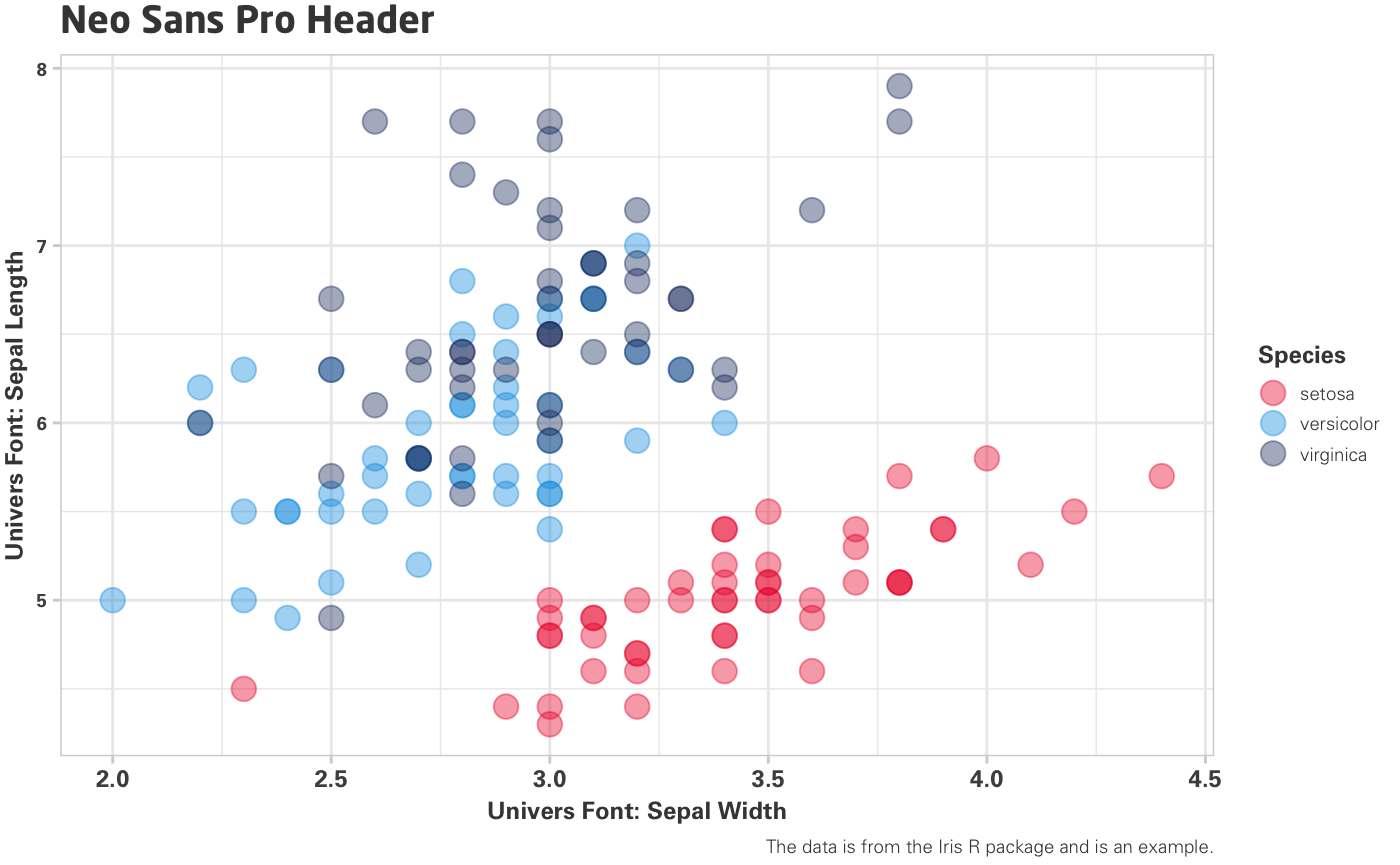 Neo Sans Pro Header
Univers Font: Sepal Length
8
7
6
5
2.0 2.5 3.0 3.5 4.0 4.5
Univers Font: Sepal Width
Species
setosa
versicolor
virginica
The data is from the Iris R package and is an example.